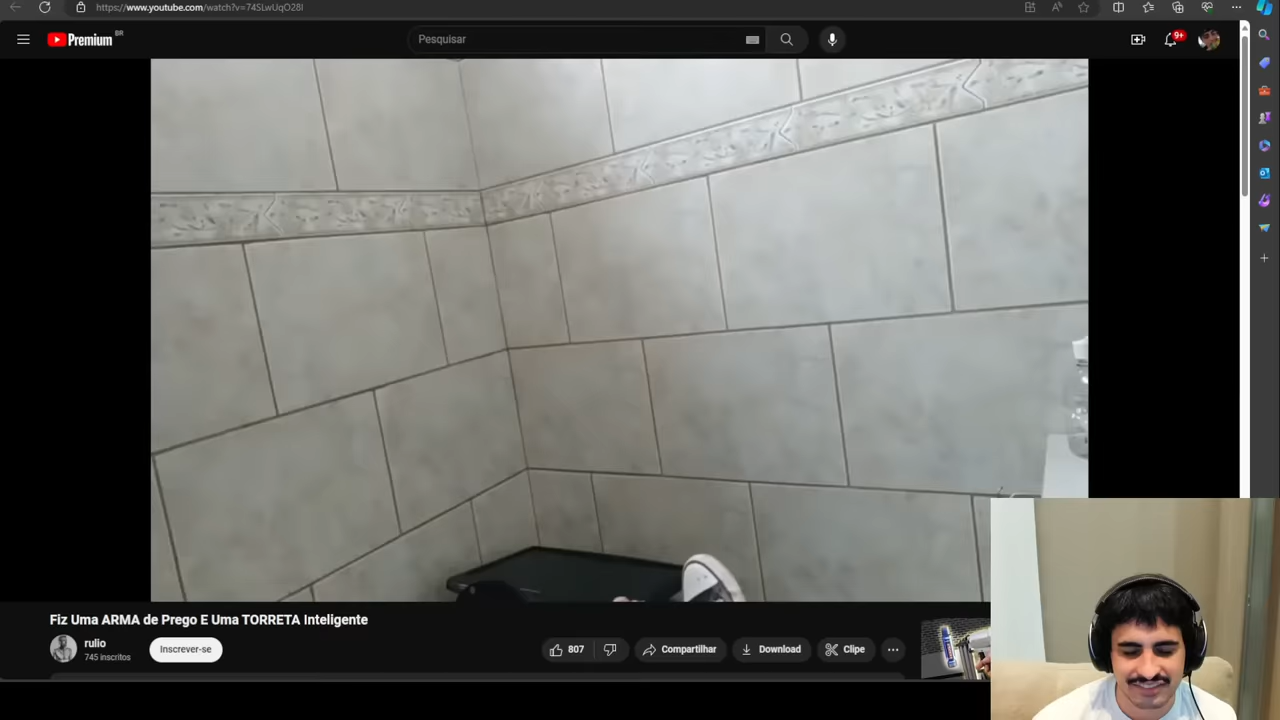 https://www.youtube.com/watch?v=74SLwUqO28I
Premium BR
Pesquisar
9+
Fiz Uma ARMA de Prego E Uma TORRETA Inteligente
rulio
745 inscritos
Inscrever-se
807
Compartilhar
Download
Clipe